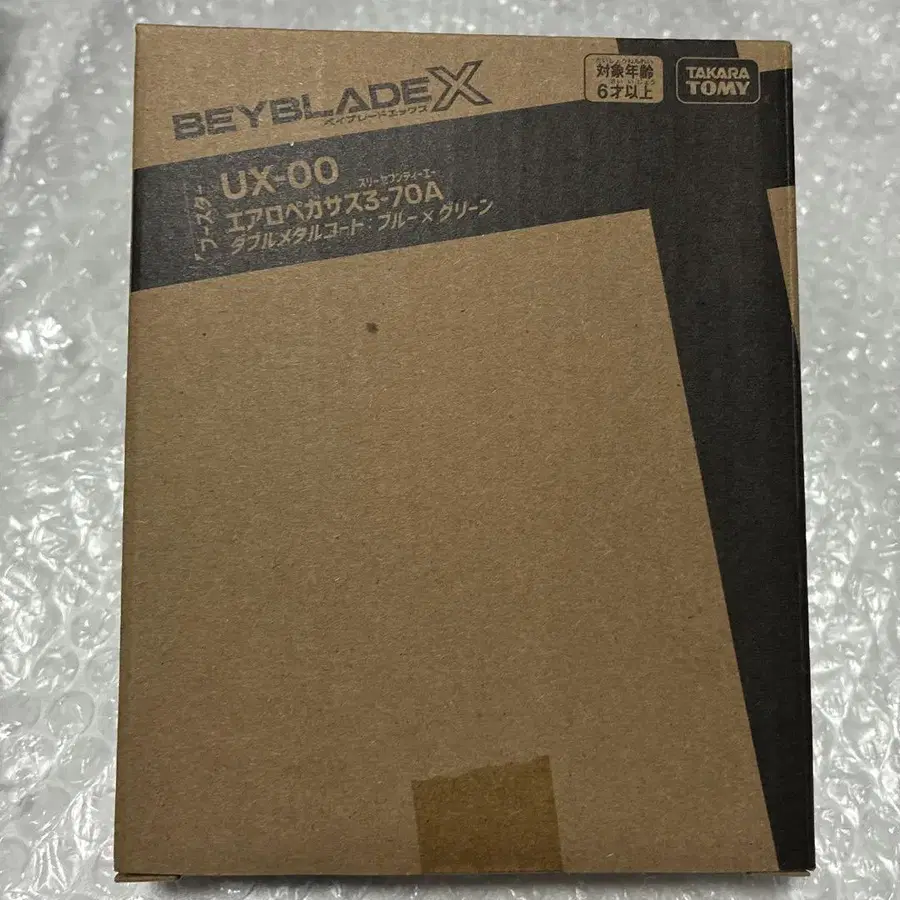 BEYBLADE X
ベイブレードエックス
対象年齢
6才以上
TAKARA
TOMY
ブースター
UX-00
スリーセブンティーエー
エアロペガサス3-70A
ダブルメタルコート:ブルー×グリーン